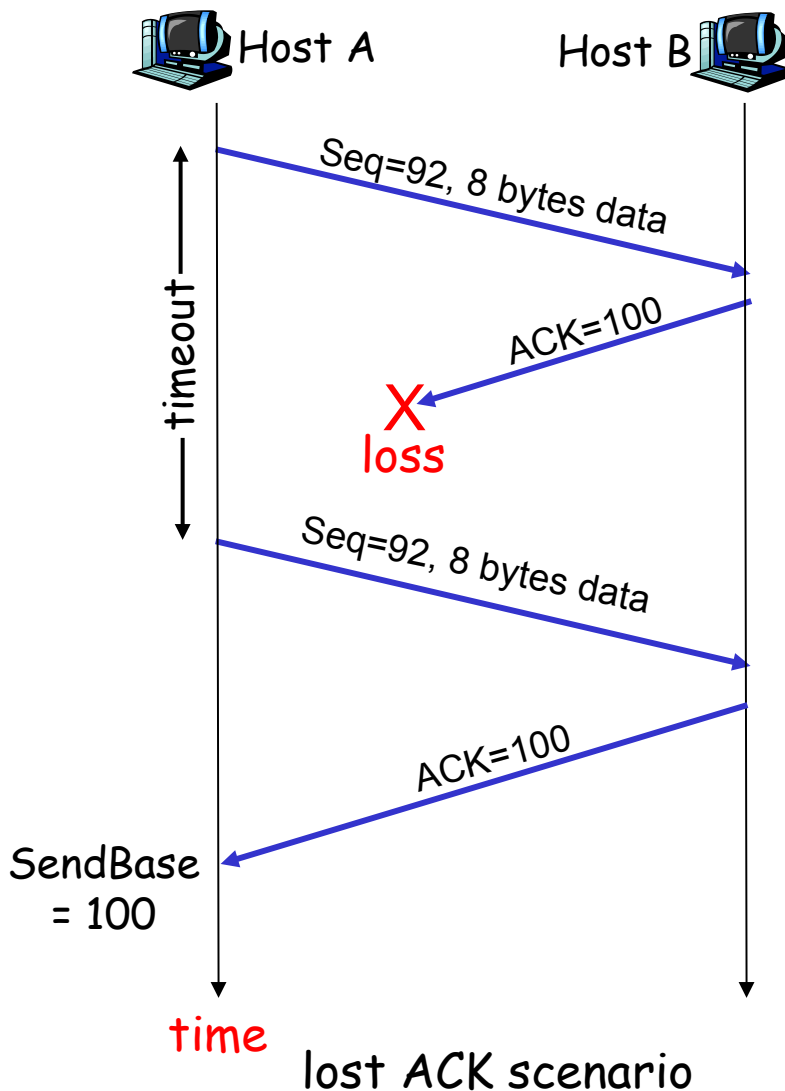 Host A
Host B
Seq=92, 8 bytes data
timeout
ACK=100
X
loss
Seq=92, 8 bytes data
ACK=100
SendBase
= 100
time
lost ACK scenario